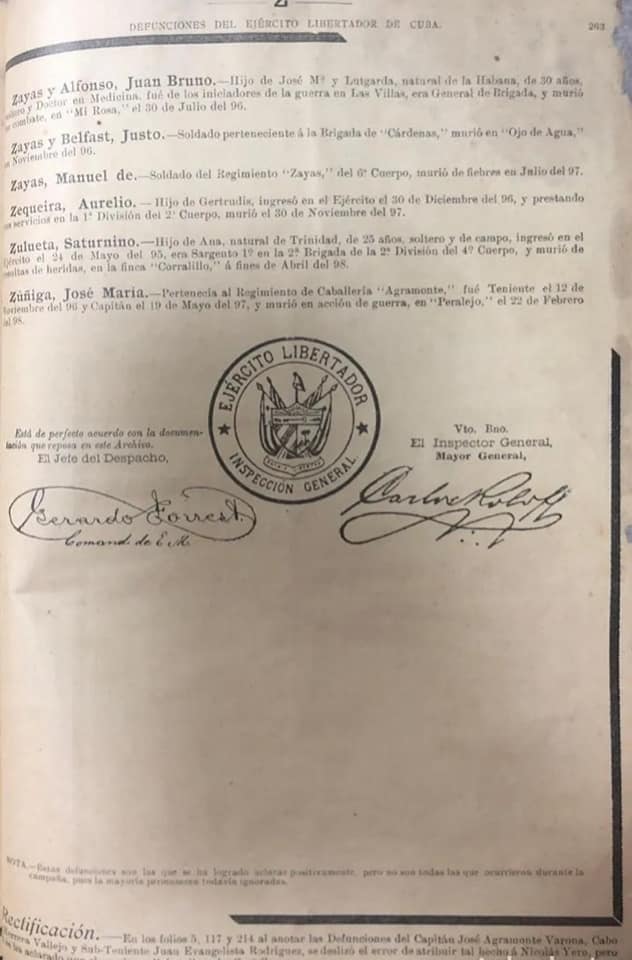 Z
DEFUNCIONES DEL EJÉRCITO LIBERTADOR DE CUBA. 263
Zayas y Alfonso, Juan Bruno.—Hijo de José Mª y Lutgarda, natural de la Habana, de 30 años,
soltero y Doctor en Medicina, fué de los iniciadores de la guerra en Las Villas, era General de Brigada, y murió
en combate, en "Mi Rosa," el 30 de Julio del 96.
Zayas y Belfast, Justo.—Soldado perteneciente á la Brigada de "Cárdenas," murió en "Ojo de Agua,"
en Noviembre del 96.
Zayas, Manuel de.—Soldado del Regimiento "Zayas," del 6º Cuerpo, murió de fiebres en Julio del 97.
Zequeira, Aurelio.—Hijo de Gertrudis, ingresó en el Ejército el 30 de Diciembre del 96, y prestando
sus servicios en la 1ª División del 2º Cuerpo, murió el 30 de Noviembre del 97.
Zulueta, Saturnino.—Hijo de Ana, natural de Trinidad, de 25 años, soltero y de campo, ingresó en el
Ejército el 24 de Mayo del 95, era Sargento 1º en la 2ª Brigada de la 2ª División del 4º Cuerpo, y murió de
resultas de heridas, en la finca "Corralillo," á fines de Abril del 98.
Zúñiga, José María.—Pertenecía al Regimiento de Caballería "Agramonte," fué Teniente el 12 de
Noviembre del 96 y Capitán el 19 de Mayo del 97, y murió en acción de guerra, en "Peralejo," el 22 de Febrero
del 98.
EJÉRCITO LIBERTADOR
INSPECCIÓN GENERAL
Está de perfecto acuerdo con la documen-
tación que reposa en este Archivo.
El Jefe del Despacho,
Gerardo Forrest.
Comand. de E. M.
Vto. Bno.
El Inspector General,
Mayor General,
Carlos Roloff
NOTA.—Estas defunciones son las que se ha logrado aclarar positivamente, pero no son todas las que ocurrieron durante la
campaña, pues la mayoría permanece todavía ignoradas.
Rectificación.—En los folios 5, 117 y 214 al anotar las Defunciones del Capitán José Agramonte Varona, Cabo
Herrera Vallejo y Sub-Teniente Juan Evangelista Rodríguez, se deslizó el error de atribuir tal hecho á Nicolás Yero, pero